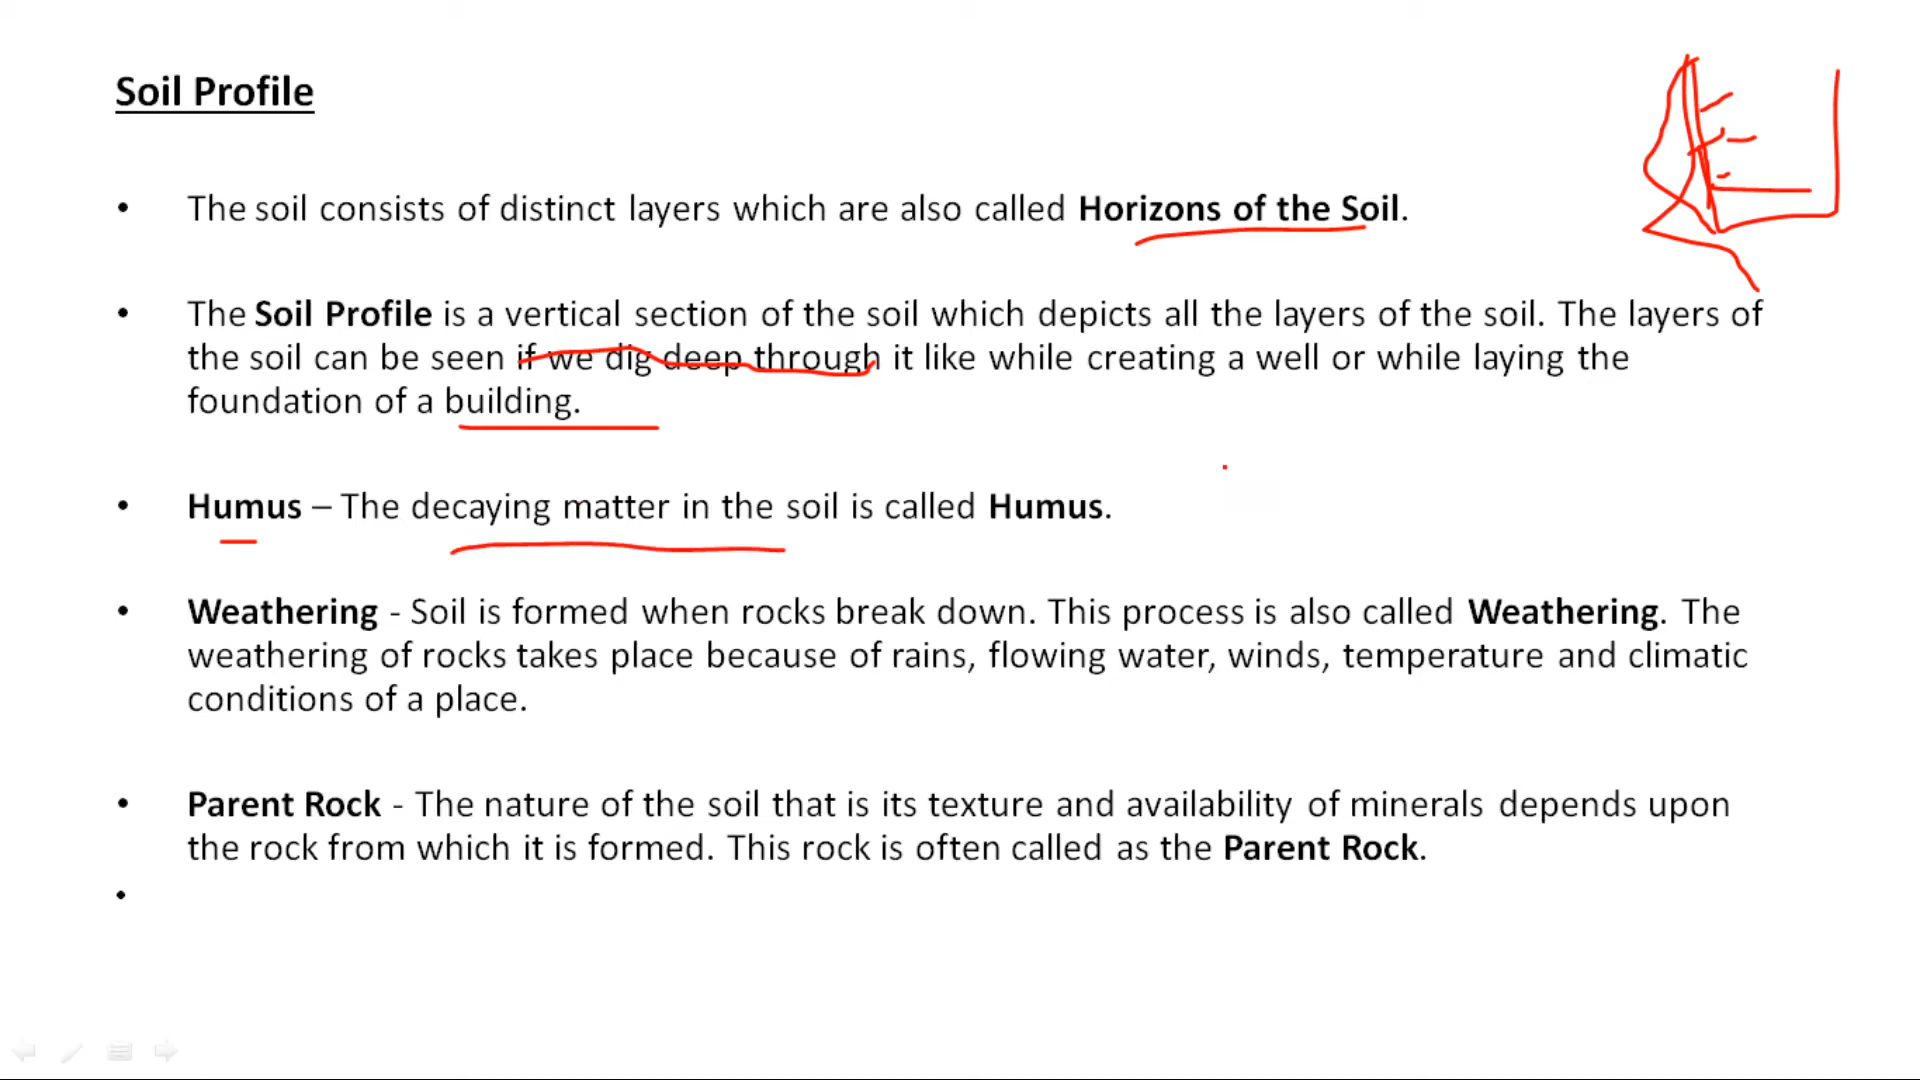 Soil Profile
• The soil consists of distinct layers which are also called Horizons of the Soil.
• The Soil Profile is a vertical section of the soil which depicts all the layers of the soil. The layers of
the soil can be seen if we dig deep through it like while creating a well or while laying the
foundation of a building.
• Humus – The decaying matter in the soil is called Humus.
• Weathering - Soil is formed when rocks break down. This process is also called Weathering. The
weathering of rocks takes place because of rains, flowing water, winds, temperature and climatic
conditions of a place.
• Parent Rock - The nature of the soil that is its texture and availability of minerals depends upon
the rock from which it is formed. This rock is often called as the Parent Rock.
•